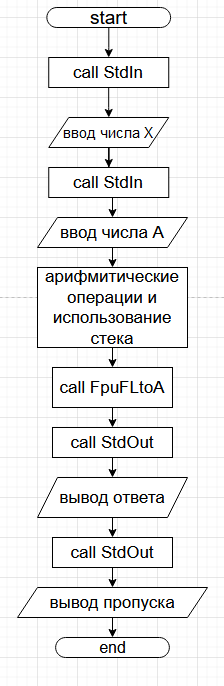 start
call StdIn
ввод числа X
call StdIn
ввод числа А
арифмитические
операции и
использование
стека
call FpuFLtoA
call StdOut
вывод ответа
call StdOut
вывод пропуска
end